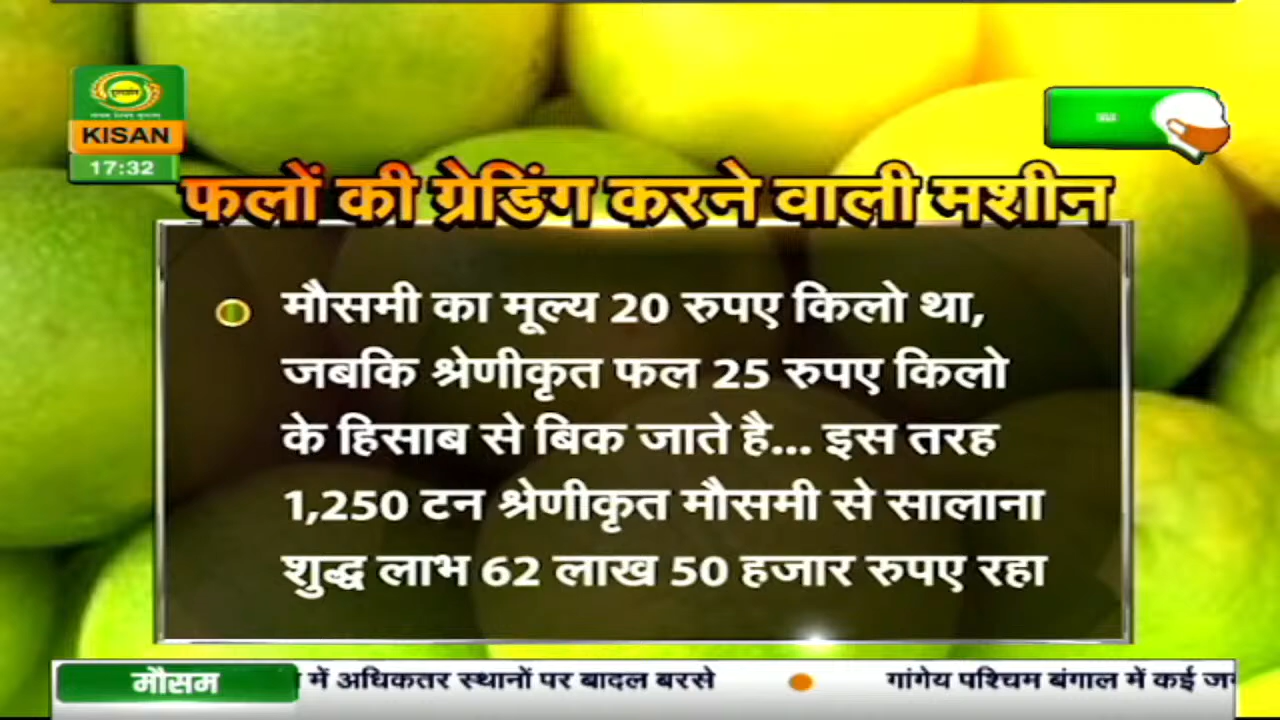 KISAN
17:32
फलों की ग्रेडिंग करने वाली मशीन
मौसमी का मूल्य 20 रुपए किलो था,
जबकि श्रेणीकृत फल 25 रुपए किलो
के हिसाब से बिक जाते है... इस तरह
1,250 टन श्रेणीकृत मौसमी से सालाना
शुद्ध लाभ 62 लाख 50 हजार रुपए रहा
मौसम में अधिकतर स्थानों पर बादल बरसे गांगेय पश्चिम बंगाल में कई